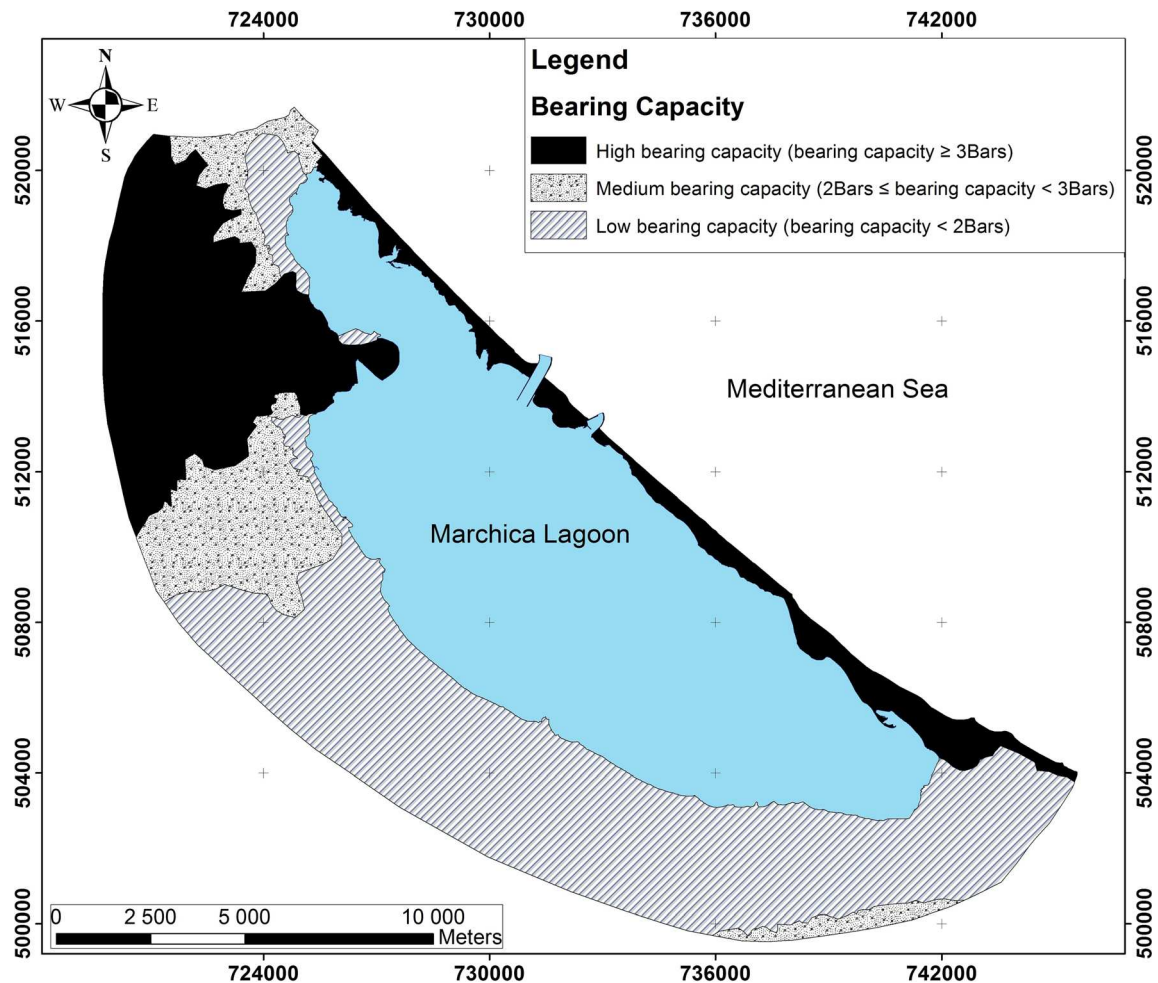 724000 730000 736000 742000
N
W E
S
Legend
Bearing Capacity
High bearing capacity (bearing capacity ≥ 3Bars)
Medium bearing capacity (2Bars ≤ bearing capacity < 3Bars)
Low bearing capacity (bearing capacity < 2Bars)
520000 520000
516000 516000
Mediterranean Sea
512000 512000
Marchica Lagoon
508000 508000
504000 504000
500000 500000
0 2 500 5 000 10 000
Meters
724000 730000 736000 742000